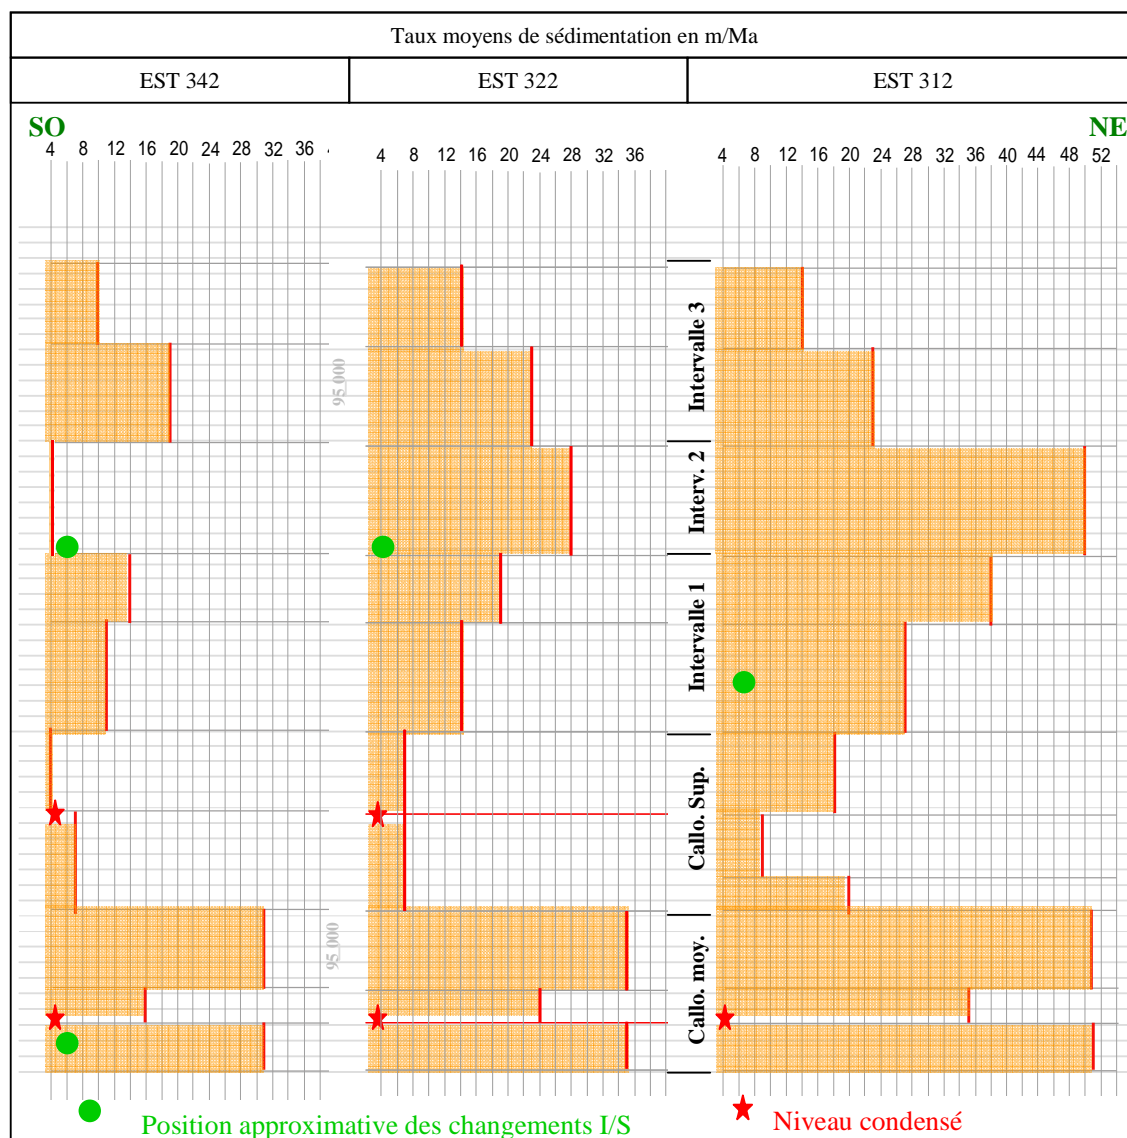 Taux moyens de sédimentation en m/Ma
EST 342 EST 322 EST 312
SO NE
4 8 12 16 20 24 28 32 36
4 8 12 16 20 24 28 32 36
4 8 12 16 20 24 28 32 36 40 44 48 52
95 000
95 000
Intervalle 3
Interv. 2
Intervalle 1
Callo. Sup.
Callo. moy.
Position approximative des changements I/S
Niveau condensé